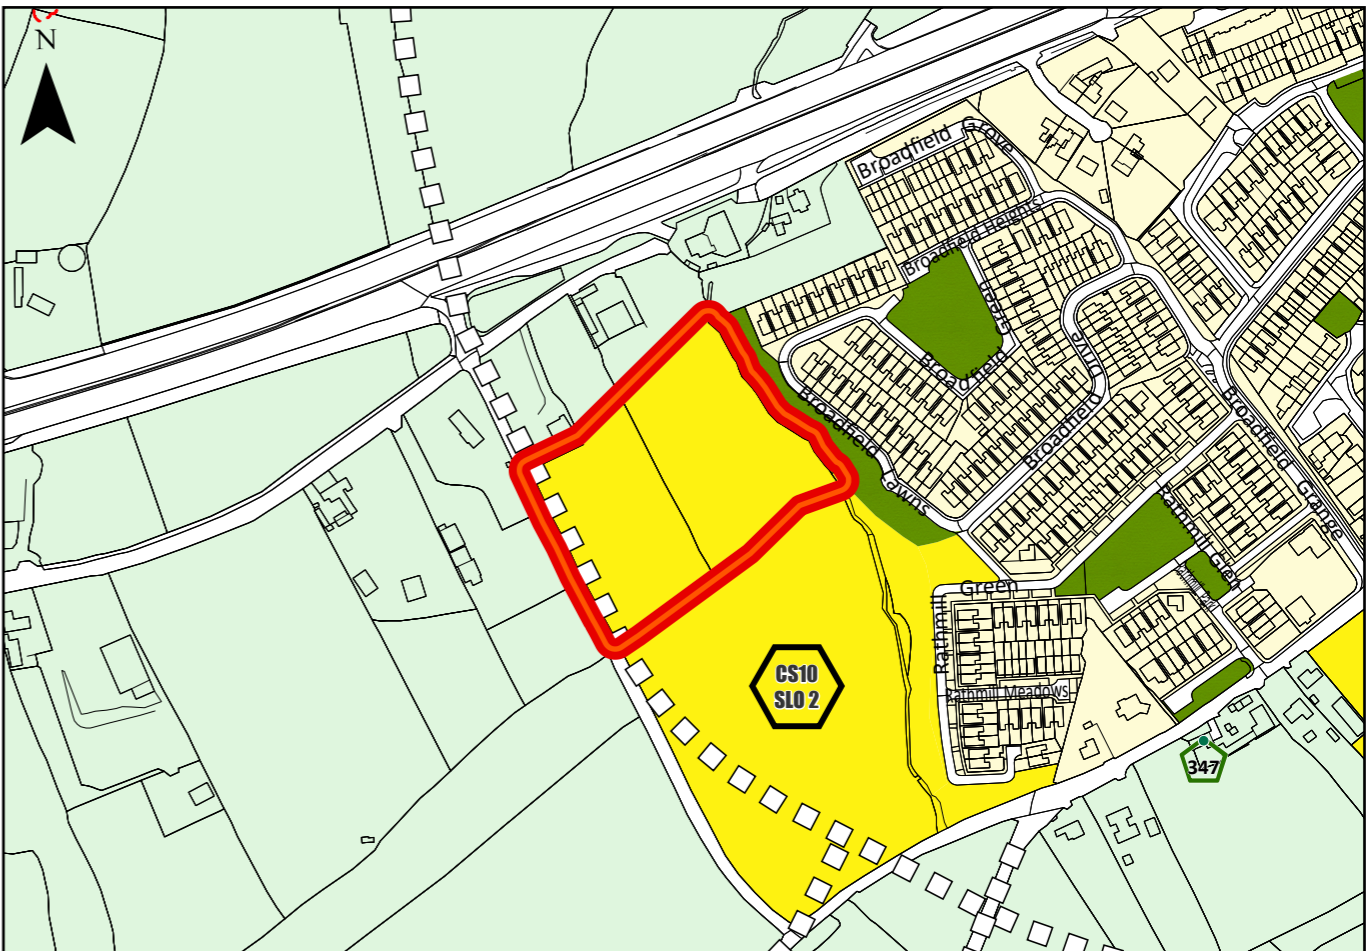 N
Broadfield Grove
Broadfield Heights
Broadfield Green
Broadfield Drive
Broadfield Lawns
Broadfield Grange
Rathmill Glen
Rathmill Green
Rathmill Meadows
CS10
SLO 2
347